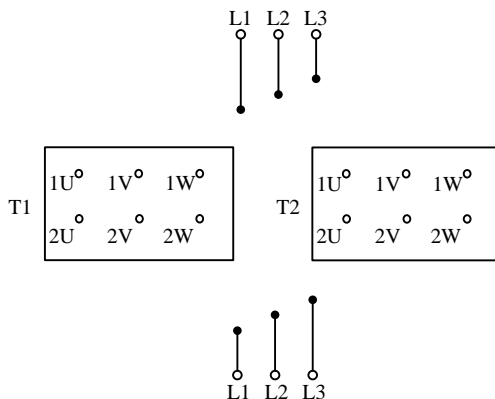 L1 L2 L3
1U 1V 1W 1U 1V 1W
T1 T2
2U 2V 2W 2U 2V 2W
L1 L2 L3